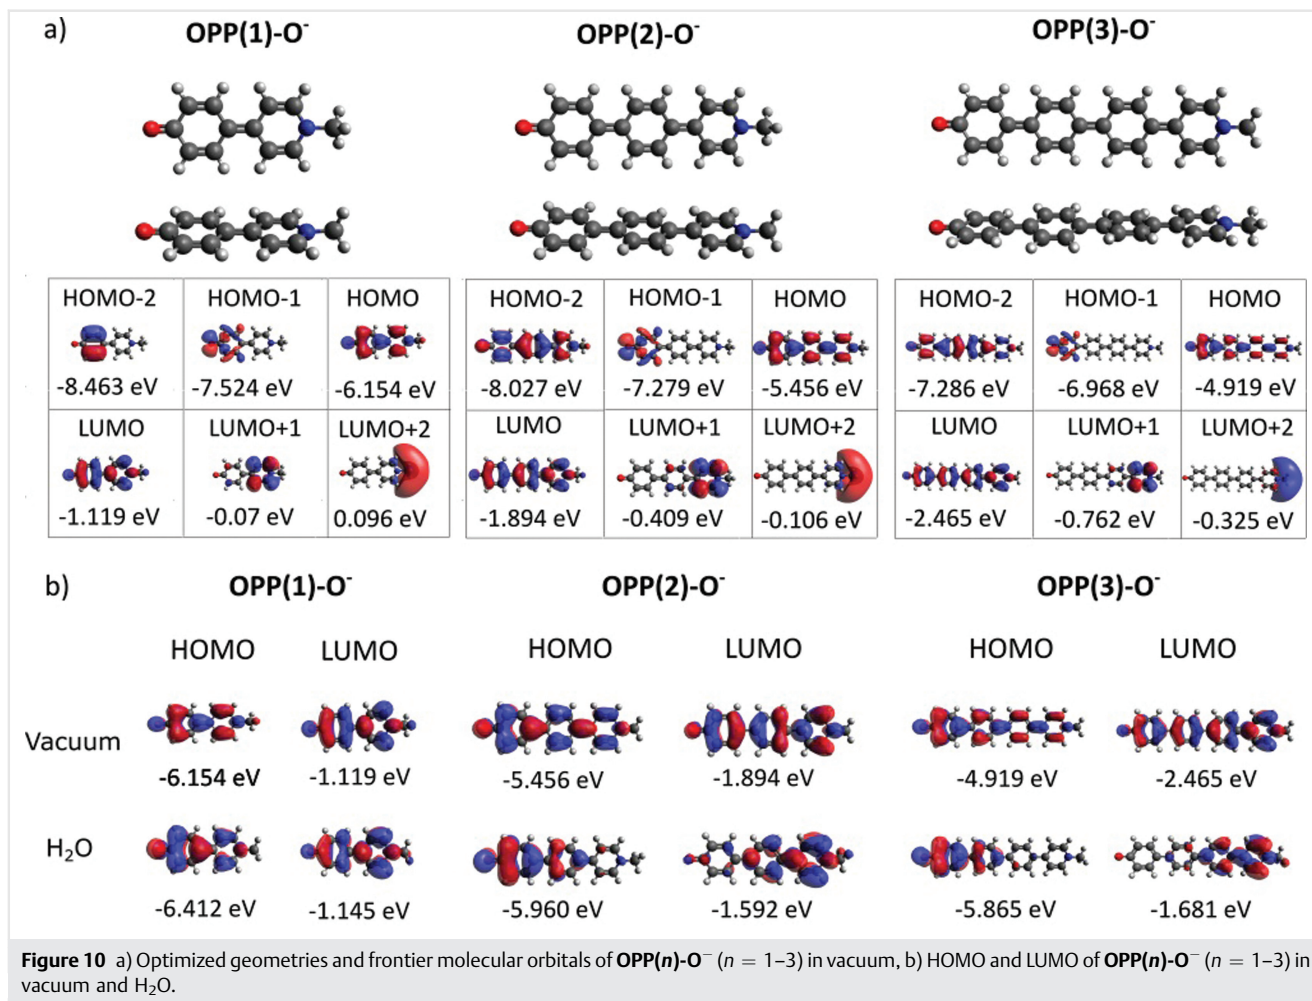 a)
OPP(1)-O⁻ OPP(2)-O⁻ OPP(3)-O⁻
HOMO-2 HOMO-1 HOMO HOMO-2 HOMO-1 HOMO HOMO-2 HOMO-1 HOMO
-8.463 eV -7.524 eV -6.154 eV -8.027 eV -7.279 eV -5.456 eV -7.286 eV -6.968 eV -4.919 eV
LUMO LUMO+1 LUMO+2 LUMO LUMO+1 LUMO+2 LUMO LUMO+1 LUMO+2
-1.119 eV -0.07 eV 0.096 eV -1.894 eV -0.409 eV -0.106 eV -2.465 eV -0.762 eV -0.325 eV
b) OPP(1)-O⁻ OPP(2)-O⁻ OPP(3)-O⁻
HOMO LUMO HOMO LUMO HOMO LUMO
Vacuum
-6.154 eV -1.119 eV -5.456 eV -1.894 eV -4.919 eV -2.465 eV
H₂O
-6.412 eV -1.145 eV -5.960 eV -1.592 eV -5.865 eV -1.681 eV
Figure 10 a) Optimized geometries and frontier molecular orbitals of OPP(n)-O⁻ (n = 1–3) in vacuum, b) HOMO and LUMO of OPP(n)-O⁻ (n = 1–3) in
vacuum and H₂O.